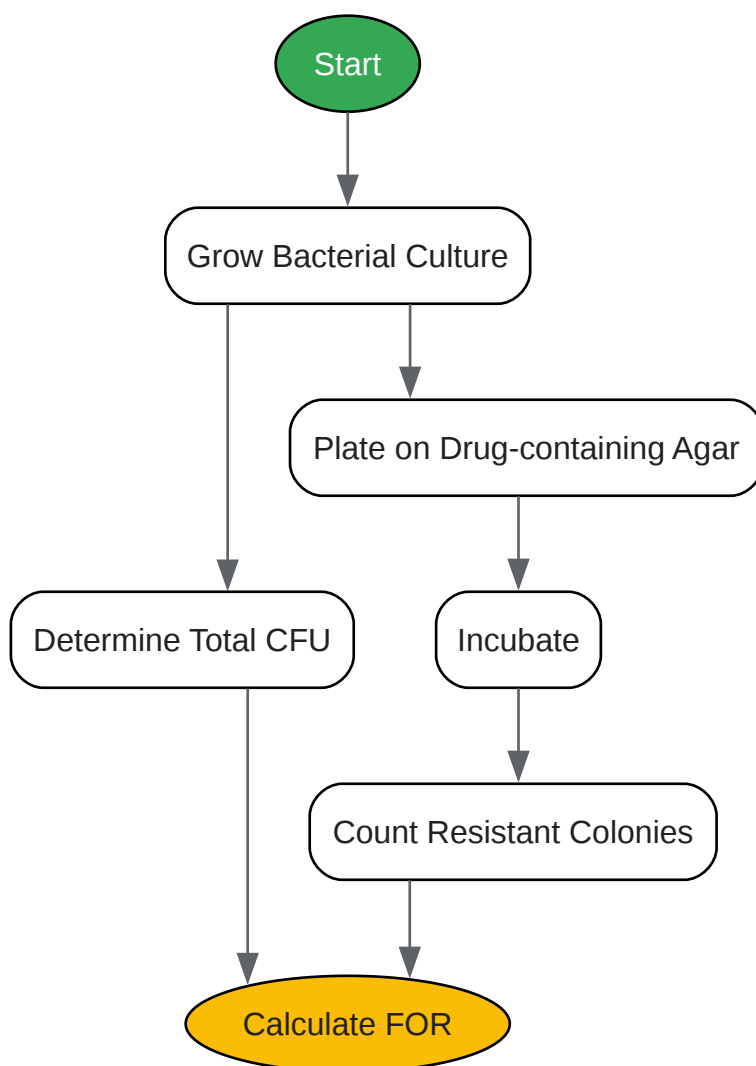 Start
Grow Bacterial Culture
Plate on Drug-containing Agar
Determine Total CFU
Incubate
Count Resistant Colonies
Calculate FOR